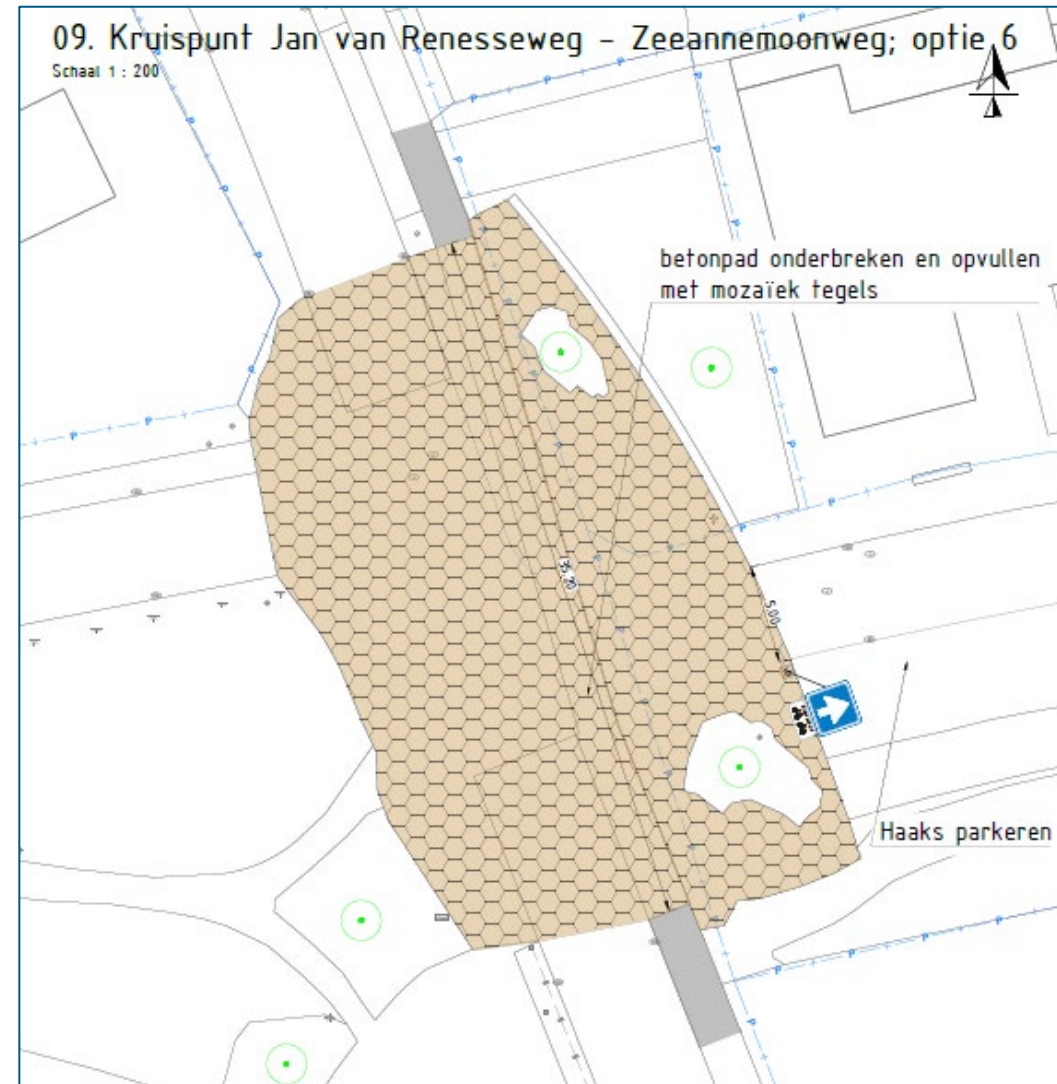 09. Kruispunt Jan van Renesseweg - Zeeannemoonweg; optie 6
Schaal 1 : 200
betonpad onderbreken en opvullen
met mozaïek tegels
35.20
5.00
Haaks parkeren